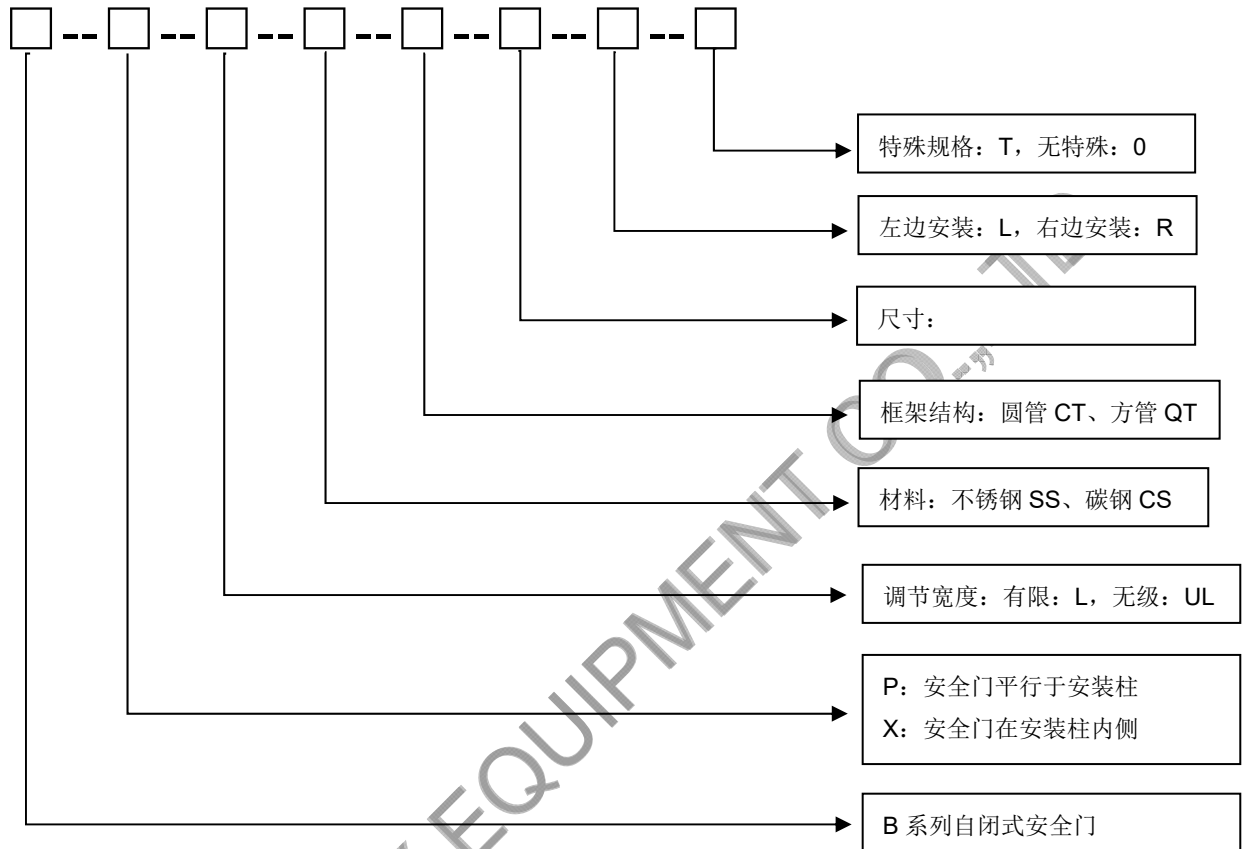 特殊规格：T，无特殊：0
左边安装：L，右边安装：R
尺寸：
框架结构：圆管 CT、方管 QT
材料：不锈钢 SS、碳钢 CS
调节宽度：有限：L，无级：UL
P：安全门平行于安装柱
X：安全门在安装柱内侧
B 系列自闭式安全门
EQUIPMENT CO.,